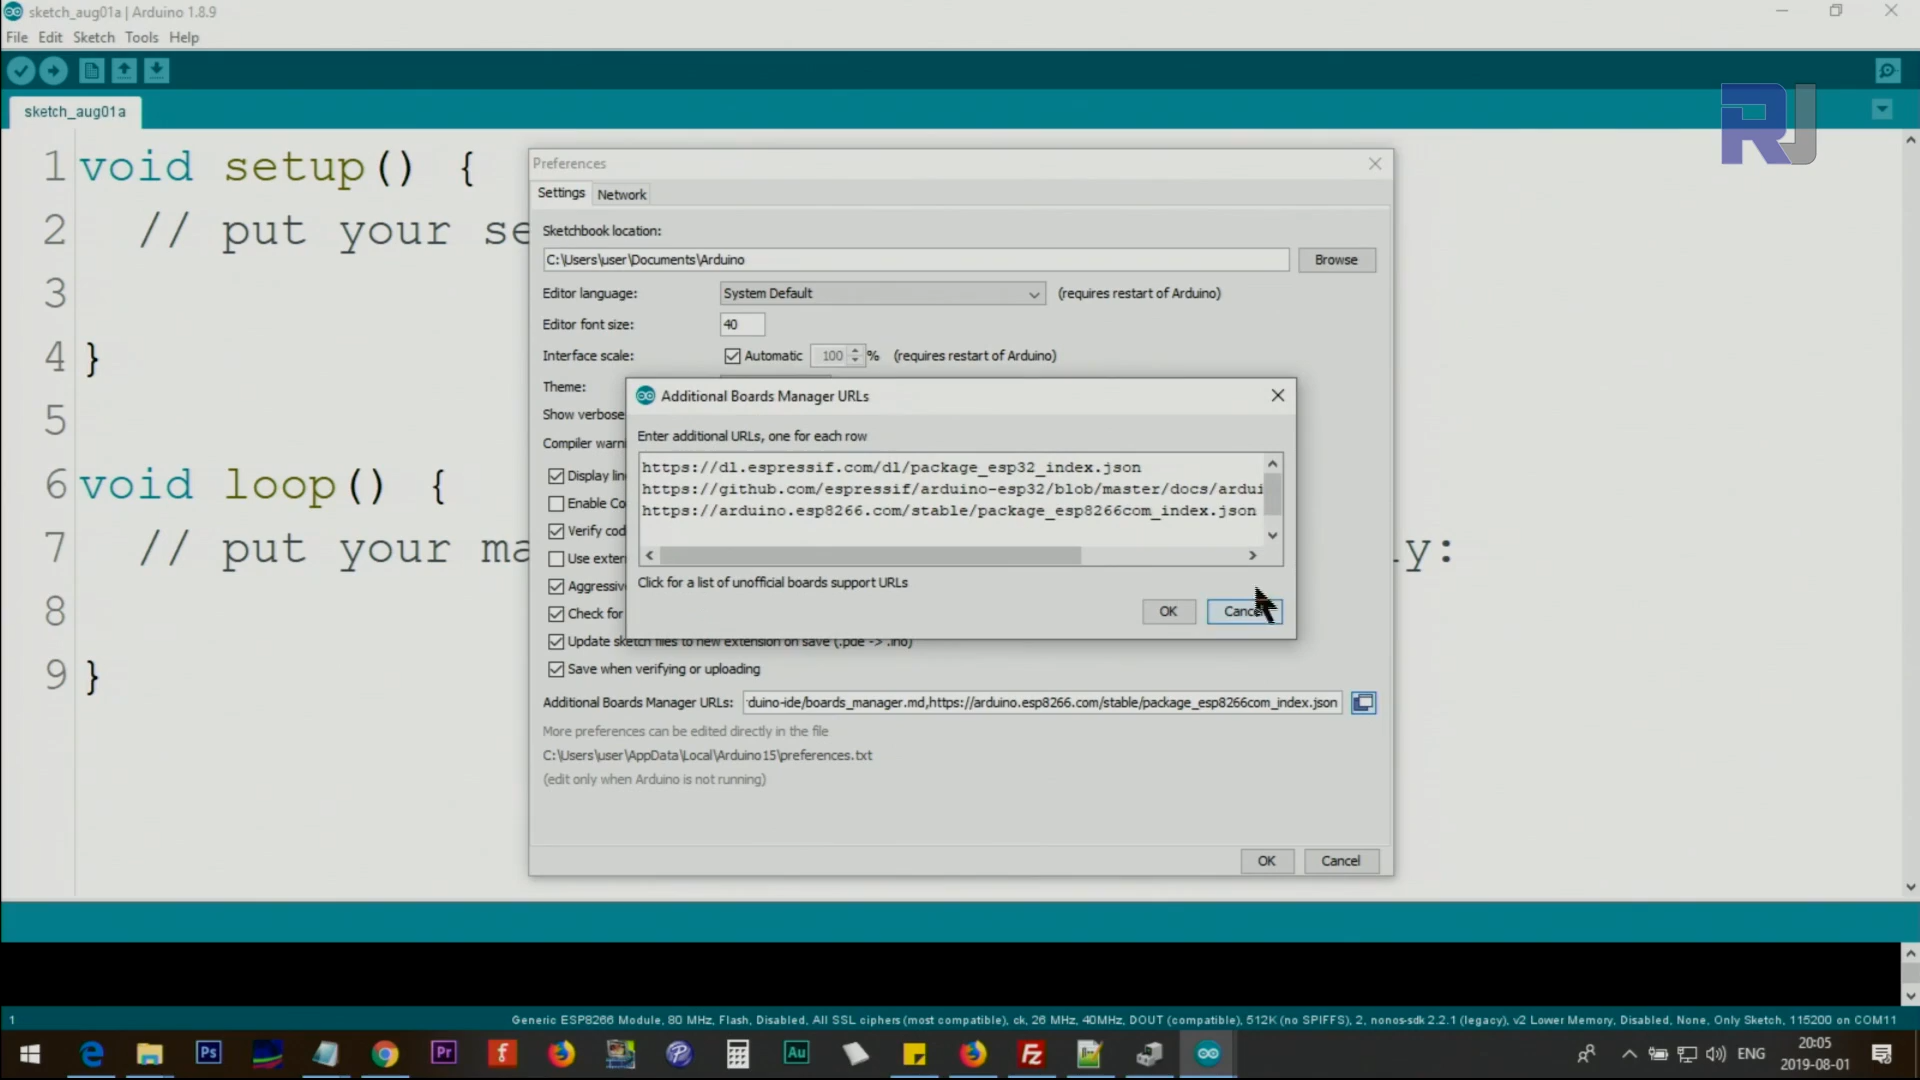 sketch_aug01a | Arduino 1.8.9
File Edit Sketch Tools Help
sketch_aug01a
RJ
1 void setup() {
2 // put your se
3
4 }
5
6 void loop() {
7 // put your ma
ly:
8
9 }
Preferences
Settings Network
Sketchbook location:
C:\Users\user\Documents\Arduino Browse
Editor language: System Default (requires restart of Arduino)
Editor font size: 40
Interface scale: Automatic 100 % (requires restart of Arduino)
Theme:
Show verbose
Compiler warni
Display line
Enable Co
Verify cod
Use extern
Aggressive
Check for
Update sketch files to new extension on save (.pde -> .ino)
Save when verifying or uploading
Additional Boards Manager URLs
Enter additional URLs, one for each row
https://dl.espressif.com/dl/package_esp32_index.json
https://github.com/espressif/arduino-esp32/blob/master/docs/ardui
https://arduino.esp8266.com/stable/package_esp8266com_index.json
Click for a list of unofficial boards support URLs
OK Cancel
Additional Boards Manager URLs: duino-ide/boards_manager.md,https://arduino.esp8266.com/stable/package_esp8266com_index.json
More preferences can be edited directly in the file
C:\Users\user\AppData\Local\Arduino15\preferences.txt
(edit only when Arduino is not running)
OK Cancel
1 Generic ESP8266 Module, 80 MHz, Flash, Disabled, All SSL ciphers (most compatible), ck, 26 MHz, 40MHz, DOUT (compatible), 512K (no SPIFFS), 2, nonos-sdk 2.2.1 (legacy), v2 Lower Memory, Disabled, None, Only Sketch, 115200 on COM11
Ps Pr f Au Fz ENG
20:05
2019-08-01